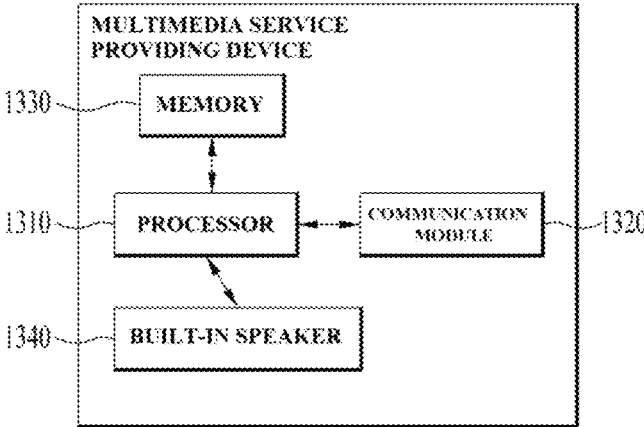 MULTIMEDIA SERVICE
PROVIDING DEVICE
1330
MEMORY
1310
PROCESSOR
COMMUNICATION
MODULE
1320
1340
BUILT-IN SPEAKER